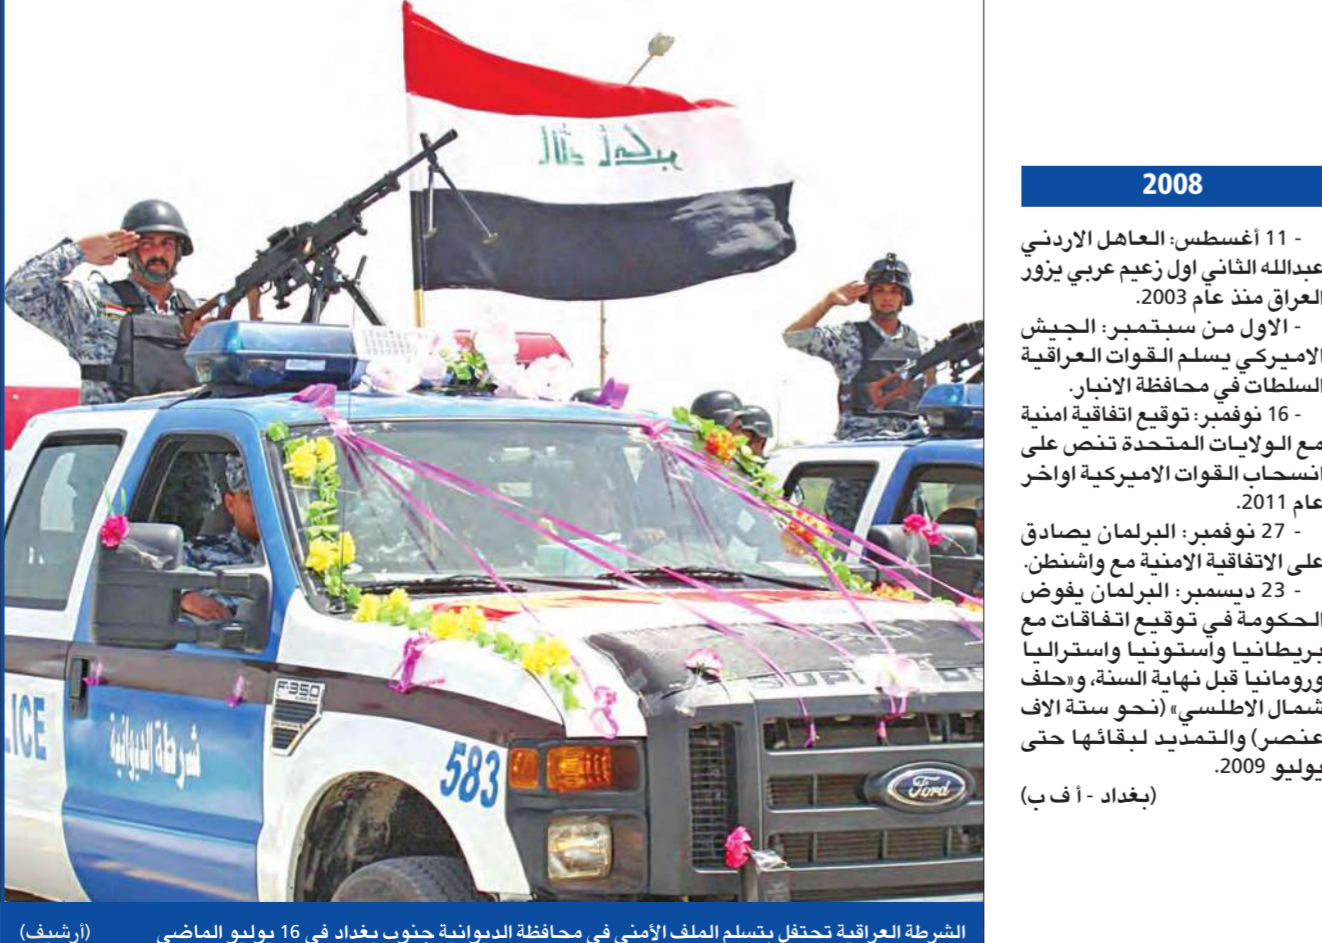 2008
- 11 أغسطس: العاهل الاردني
عبدالله الثاني اول زعيم عربي يزور
العراق منذ عام 2003.
- الاول من سبتمبر: الجيش
الاميركي يسلم القوات العراقية
السلطات في محافظة الانبار.
- 16 نوفمبر: توقيع اتفاقية امنية
مع الولايات المتحدة تنص على
انسحاب القوات الاميركية اواخر
عام 2011.
- 27 نوفمبر: البرلمان يصادق
على الاتفاقية الامنية مع واشنطن.
- 23 ديسمبر: البرلمان يفوض
الحكومة في توقيع اتفاقات مع
بريطانيا واستونيا واستراليا
ورومانيا قبل نهاية السنة، و«حلف
شمال الاطلسي» (نحو ستة الاف
عنصر) والتمديد لبقائها حتى
يوليو 2009.
(بغداد - أ ف ب)
F-350
LICE
شرطة الديوانية
583
Ford
الشرطة العراقية تحتفل بتسلم الملف الأمني في محافظة الديوانية جنوب بغداد في 16 يوليو الماضي (أرشيف)